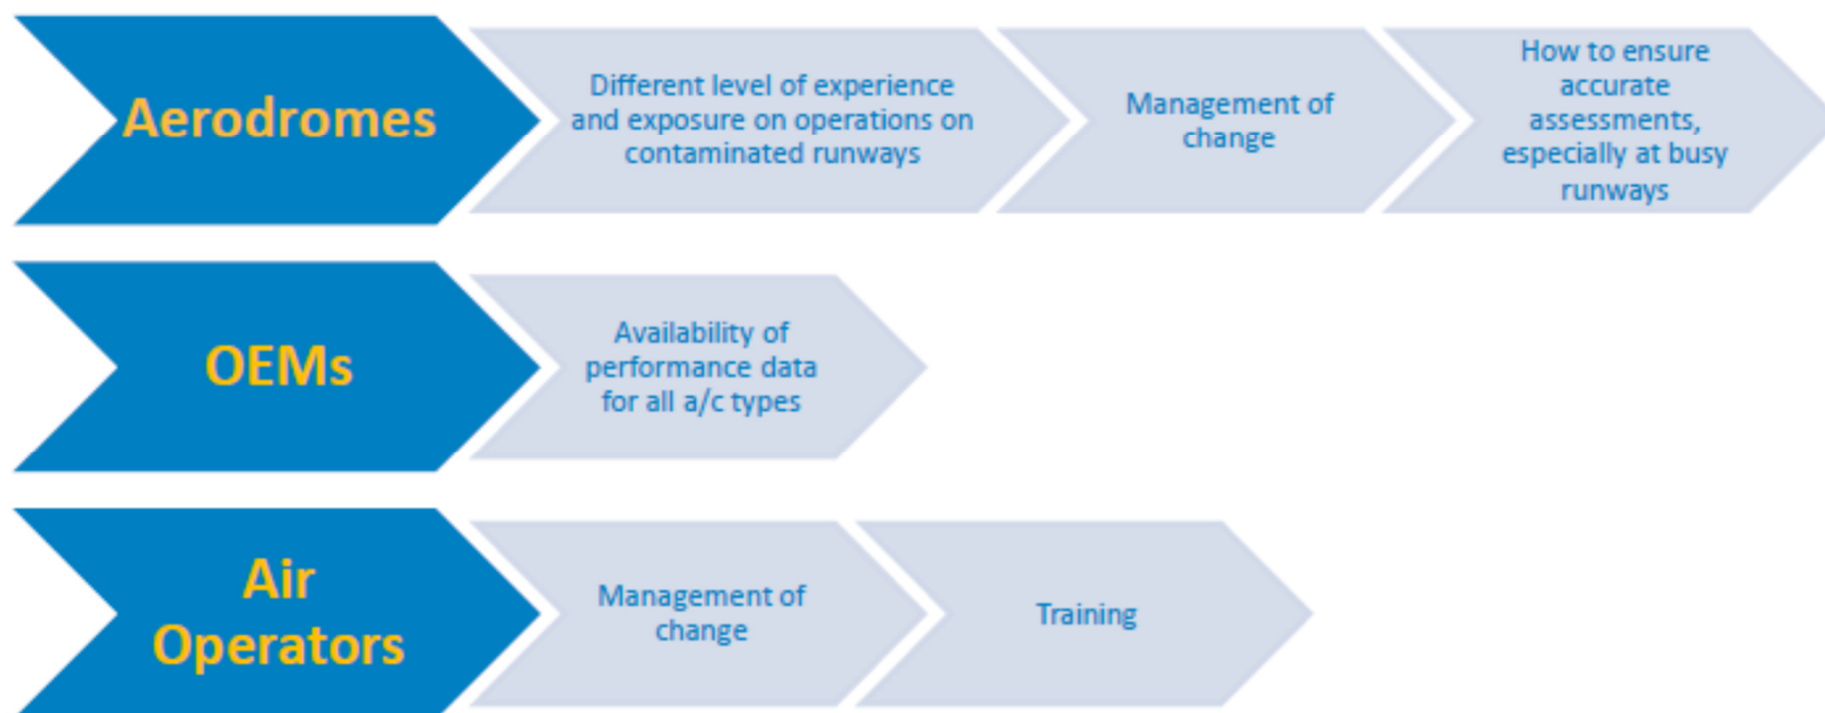 Aerodromes
Different level of experience
and exposure on operations on
contaminated runways
Management of
change
How to ensure
accurate
assessments,
especially at busy
runways
OEMs
Availability of
performance data
for all a/c types
Air
Operators
Management of
change
Training